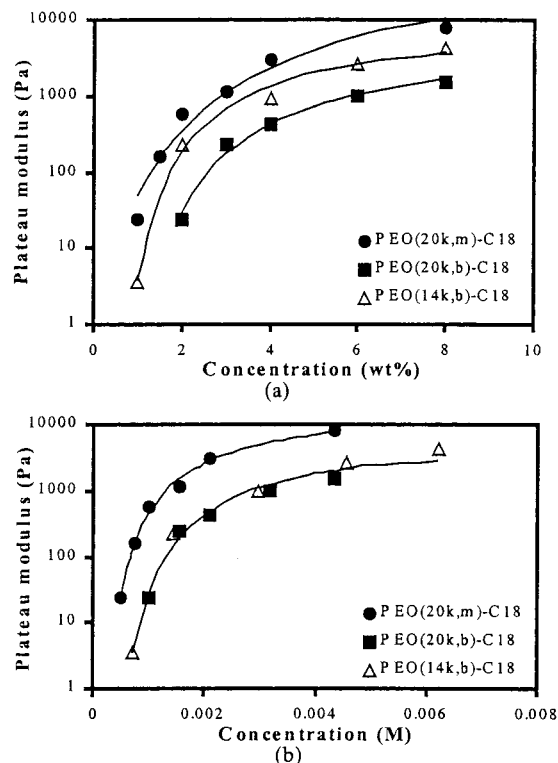 10000
1000
100
10
1
Plateau modulus (Pa)
PEO(20k,m)-C18
PEO(20k,b)-C18
PEO(14k,b)-C18
0 2 4 6 8 10
Concentration (wt%)
(a)
10000
1000
100
10
1
Plateau modulus (Pa)
PEO(20k,m)-C18
PEO(20k,b)-C18
PEO(14k,b)-C18
0 0.002 0.004 0.006 0.008
Concentration (M)
(b)